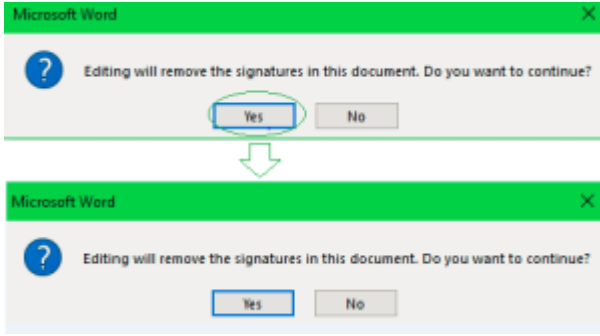 Microsoft Word
Editing will remove the signatures in this document. Do you want to continue?
Yes No
Microsoft Word
Editing will remove the signatures in this document. Do you want to continue?
Yes No